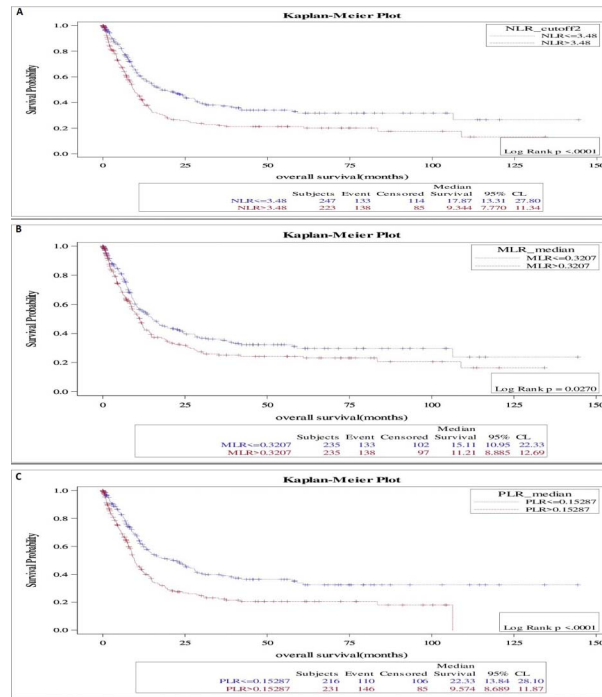 A
Kaplan-Meier Plot
NLR_cutoff2
NLR<=3.48
NLR>3.48
Survival Probability
1.0
0.8
0.6
0.4
0.2
0.0
Log Rank p <.0001
0 25 50 75 100 125 150
overall survival(months)
Median
Subjects Event Censored Survival 95% CL
NLR<=3.48 247 133 114 17.87 13.31 27.80
NLR>3.48 223 138 85 9.344 7.770 11.34
B
Kaplan-Meier Plot
MLR_median
MLR<=0.3207
MLR>0.3207
Survival Probability
1.0
0.8
0.6
0.4
0.2
0.0
Log Rank p = 0.0270
0 25 50 75 100 125 150
overall survival(months)
Median
Subjects Event Censored Survival 95% CL
MLR<=0.3207 235 133 102 15.11 10.95 22.33
MLR>0.3207 235 138 97 11.21 8.885 12.69
C
Kaplan-Meier Plot
PLR_median
PLR<=0.15287
PLR>0.15287
Survival Probability
1.0
0.8
0.6
0.4
0.2
0.0
Log Rank p <.0001
0 25 50 75 100 125 150
overall survival(months)
Median
Subjects Event Censored Survival 95% CL
PLR<=0.15287 216 110 106 22.33 13.84 28.10
PLR>0.15287 231 146 85 9.574 8.689 11.87